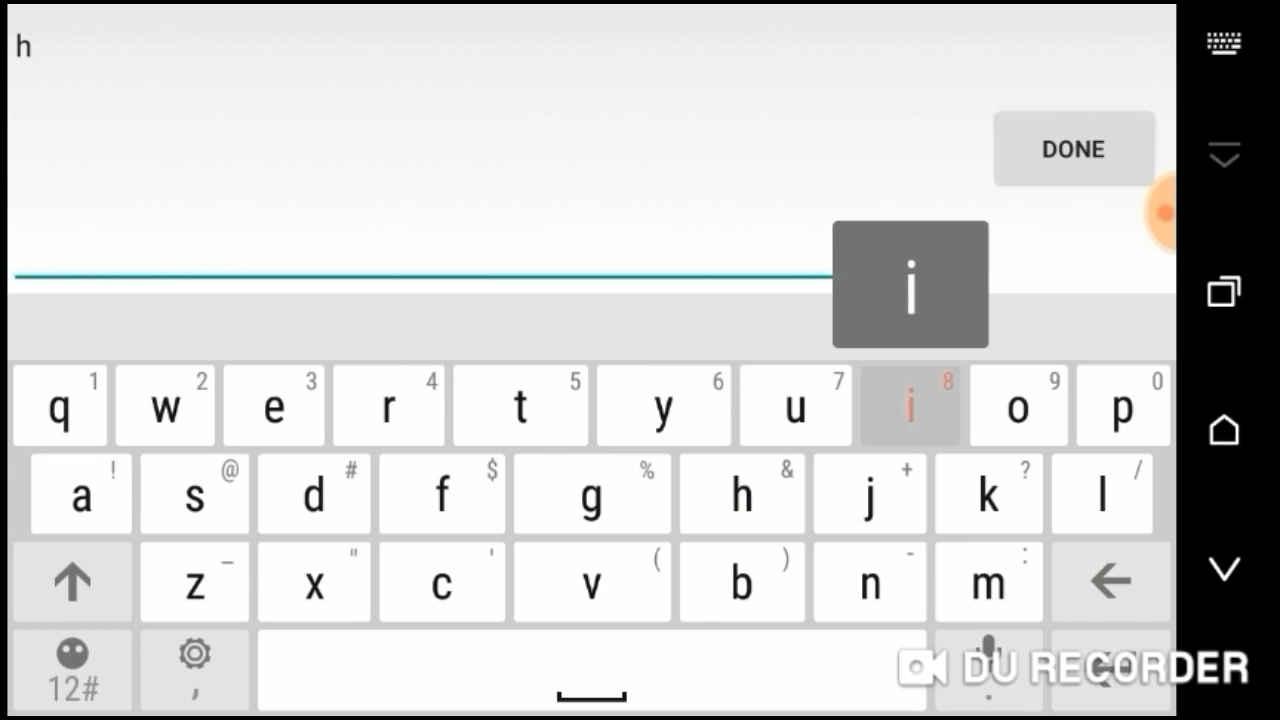 h
DONE
i
q 1 w 2 e 3 r 4 t 5 y 6 u 7 i 8 o 9 p 0
a ! s @ d # f $ g % h & j + k ? l /
z _ x " c ' v ( b ) n - m :
12# , .
DU RECORDER